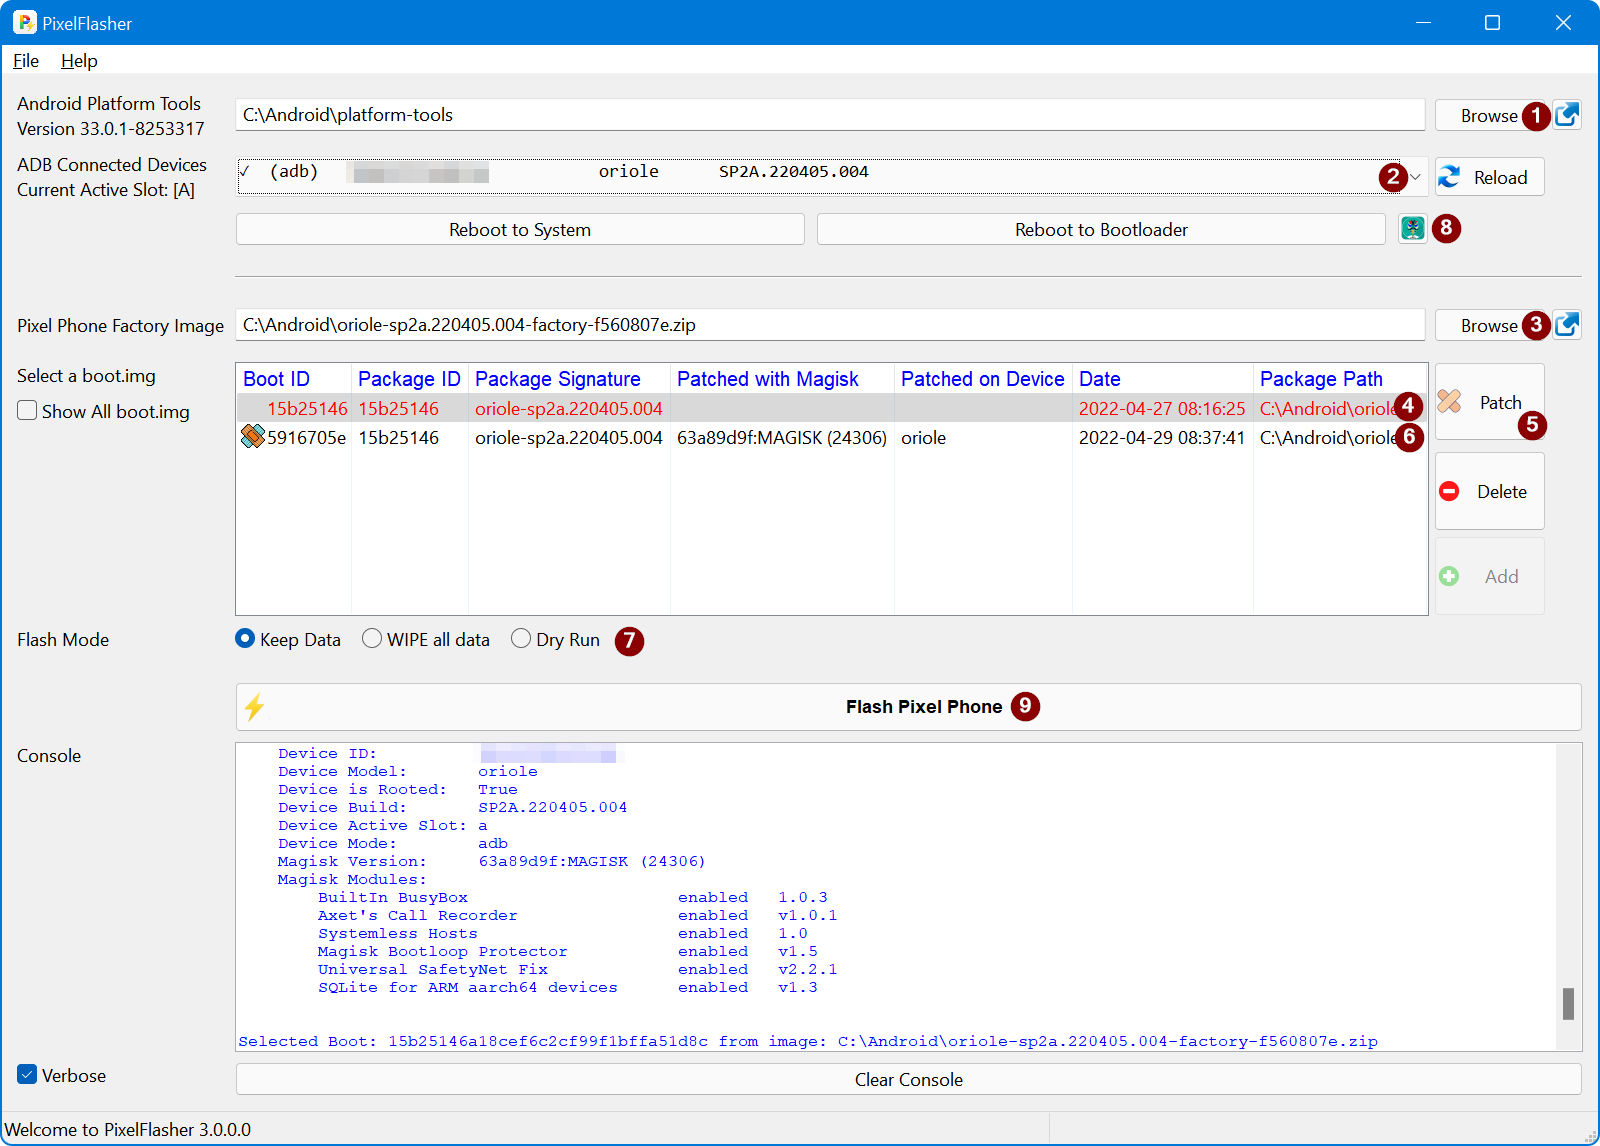 PixelFlasher
File Help
Android Platform Tools
Version 33.0.1-8253317
C:\Android\platform-tools
Browse 1
ADB Connected Devices
Current Active Slot: [A]
✓ (adb) oriole SP2A.220405.004 2
Reload
Reboot to System
Reboot to Bootloader
8
Pixel Phone Factory Image
C:\Android\oriole-sp2a.220405.004-factory-f560807e.zip
Browse 3
Select a boot.img
Show All boot.img
Boot ID Package ID Package Signature Patched with Magisk Patched on Device Date Package Path
15b25146 15b25146 oriole-sp2a.220405.004 2022-04-27 08:16:25 C:\Android\oriole 4
5916705e 15b25146 oriole-sp2a.220405.004 63a89d9f:MAGISK (24306) oriole 2022-04-29 08:37:41 C:\Android\oriole 6
Patch
5
Delete
Add
Flash Mode
Keep Data WIPE all data Dry Run 7
Flash Pixel Phone 9
Console
Device ID:
Device Model: oriole
Device is Rooted: True
Device Build: SP2A.220405.004
Device Active Slot: a
Device Mode: adb
Magisk Version: 63a89d9f:MAGISK (24306)
Magisk Modules:
BuiltIn BusyBox enabled 1.0.3
Axet's Call Recorder enabled v1.0.1
Systemless Hosts enabled 1.0
Magisk Bootloop Protector enabled v1.5
Universal SafetyNet Fix enabled v2.2.1
SQLite for ARM aarch64 devices enabled v1.3
Selected Boot: 15b25146a18cef6c2cf99f1bffa51d8c from image: C:\Android\oriole-sp2a.220405.004-factory-f560807e.zip
Verbose
Clear Console
Welcome to PixelFlasher 3.0.0.0